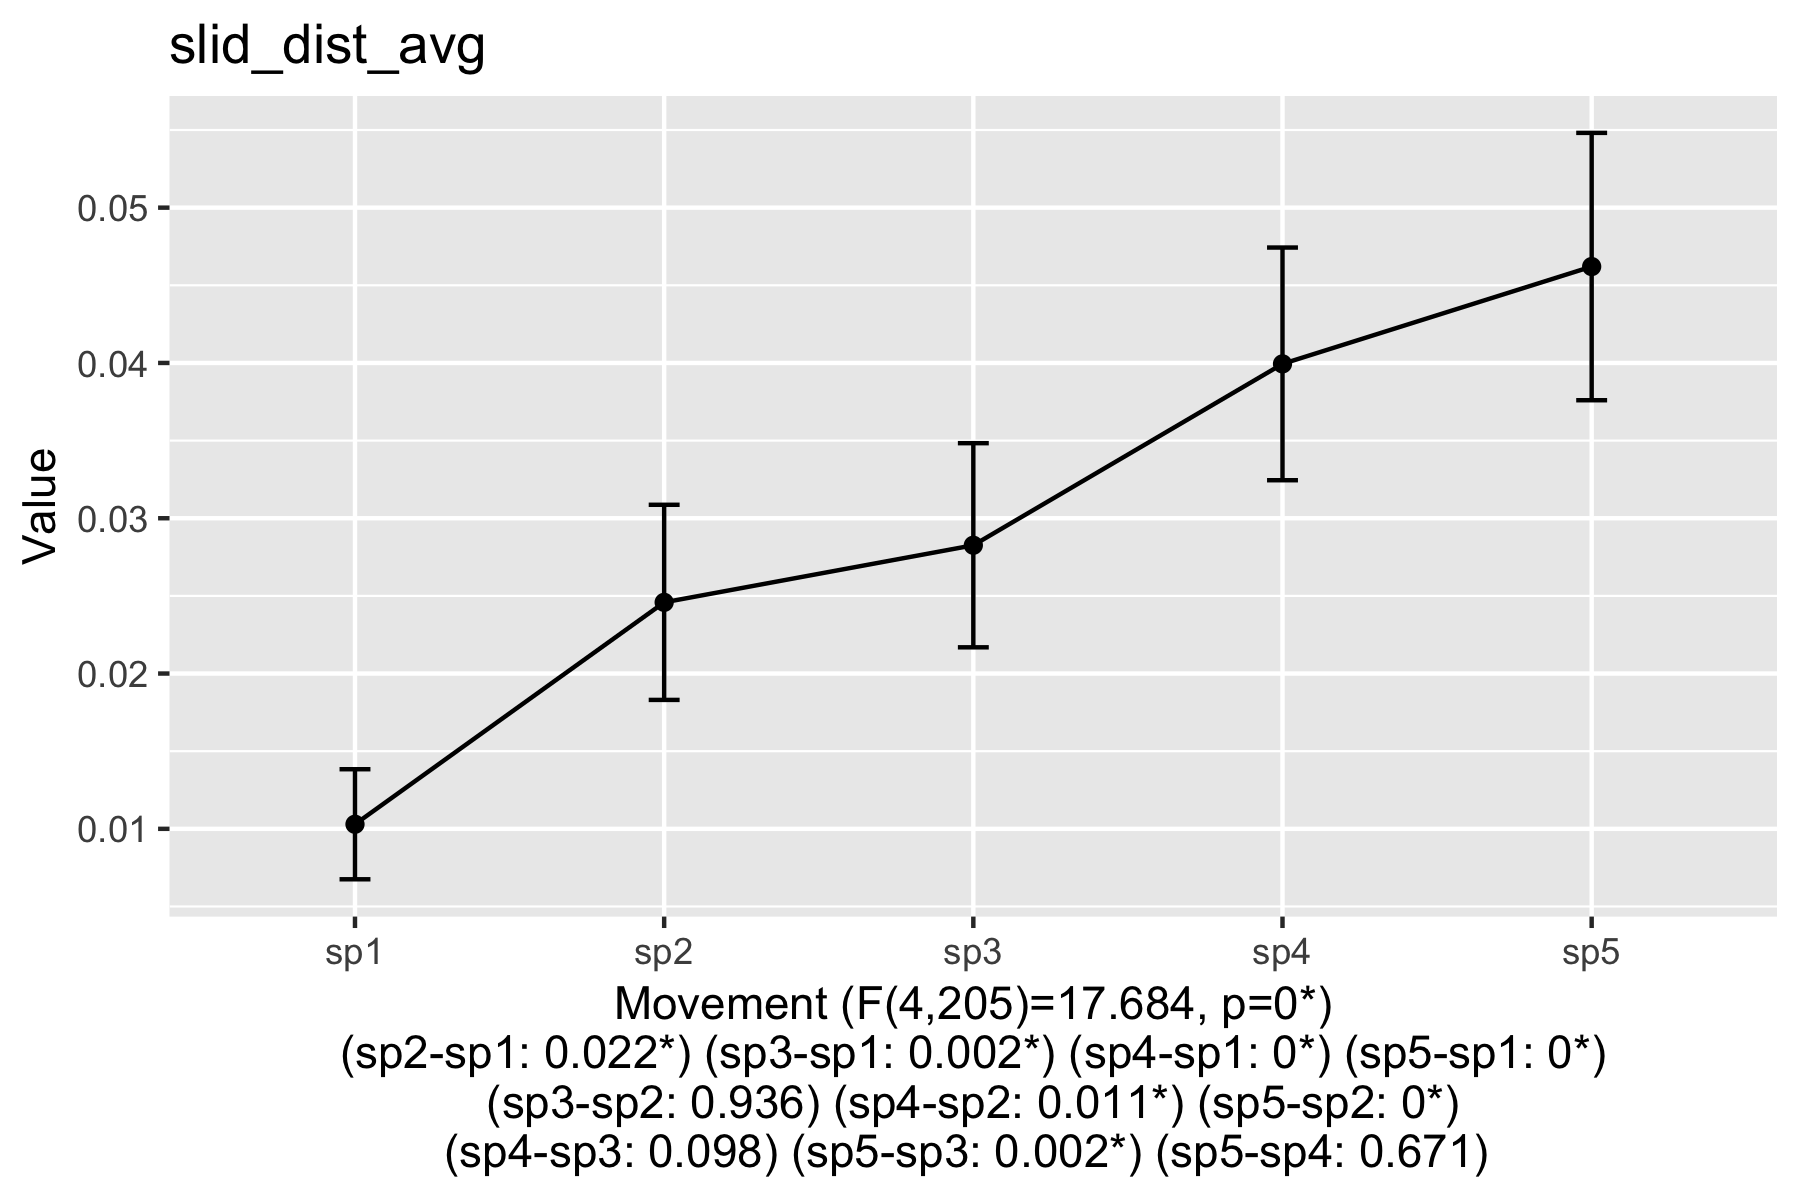 slid_dist_avg
0.05
0.04
0.03
0.02
0.01
Value
sp1 sp2 sp3 sp4 sp5
Movement (F(4,205)=17.684, p=0*)
(sp2-sp1: 0.022*) (sp3-sp1: 0.002*) (sp4-sp1: 0*) (sp5-sp1: 0*)
(sp3-sp2: 0.936) (sp4-sp2: 0.011*) (sp5-sp2: 0*)
(sp4-sp3: 0.098) (sp5-sp3: 0.002*) (sp5-sp4: 0.671)